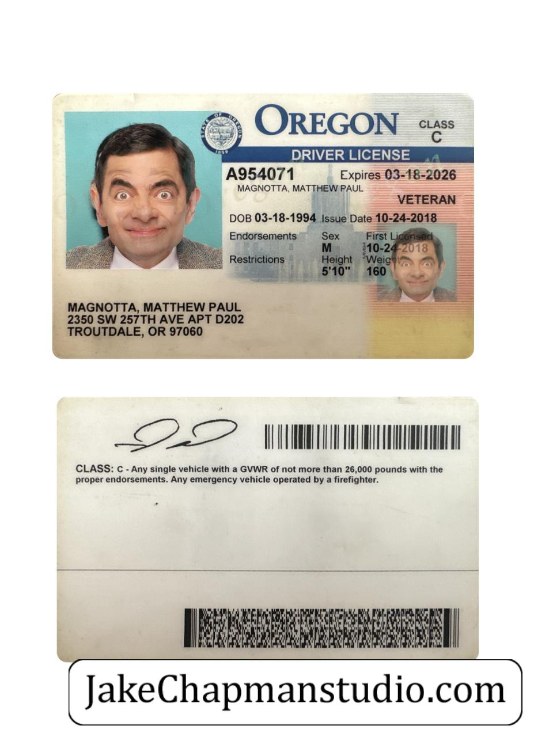 STATE OF OREGON
1859
OREGON
CLASS
C
DRIVER LICENSE
A954071
Expires 03-18-2026
MAGNOTTA, MATTHEW PAUL
VETERAN
DOB 03-18-1994 Issue Date 10-24-2018
Endorsements Sex First Licensed
M 10-24-2018
Restrictions Height Weight
5'10" 160
MAGNOTTA, MATTHEW PAUL
2350 SW 257TH AVE APT D202
TROUTDALE, OR 97060
CLASS: C - Any single vehicle with a GVWR of not more than 26,000 pounds with the
proper endorsements. Any emergency vehicle operated by a firefighter.
JakeChapmanstudio.com